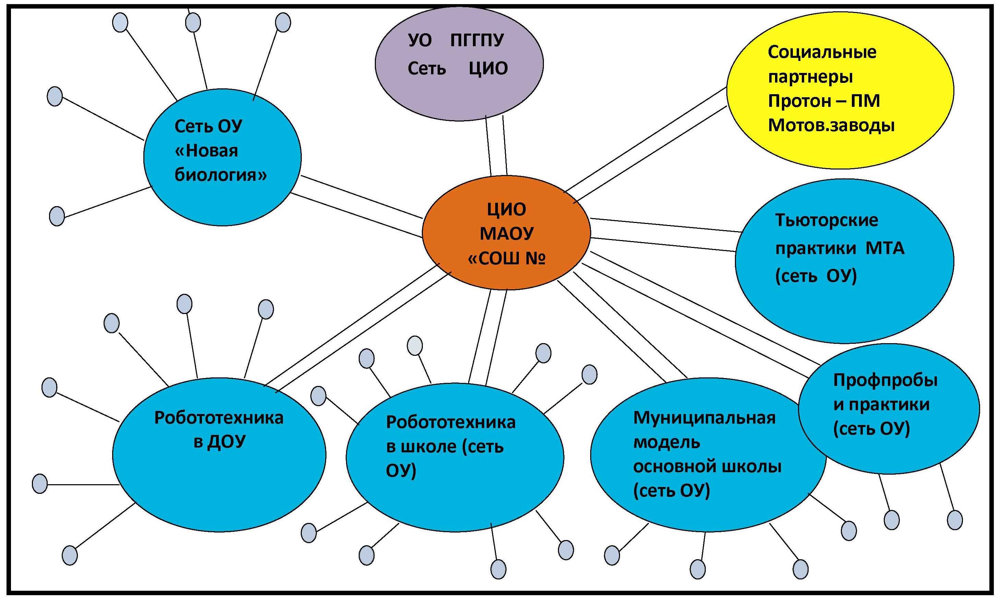 УО ПГГПУ
Сеть ЦИО
Социальные
партнеры
Протон – ПМ
Мотов.заводы
Сеть ОУ
«Новая
биология»
ЦИО
МАОУ
«СОШ №
Тьюторские
практики МТА
(сеть ОУ)
Робототехника
в ДОУ
Робототехника
в школе (сеть
ОУ)
Муниципальная
модель
основной школы
(сеть ОУ)
Профпробы
и практики
(сеть ОУ)